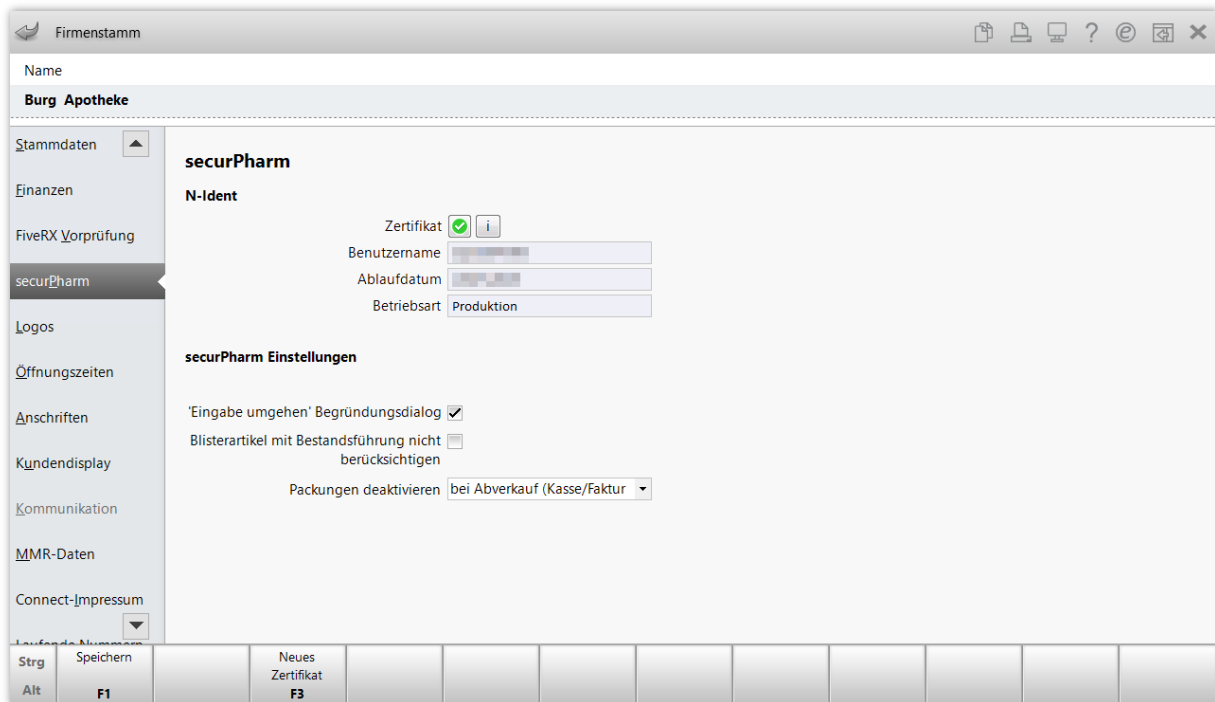 Firmenstamm
Name
Burg Apotheke
Stammdaten
Finanzen
FiveRX Vorprüfung
securPharm
Logos
Öffnungszeiten
Anschriften
Kundendisplay
Kommunikation
MMR-Daten
Connect-Impressum
Laufende Nummern
securPharm
N-Ident
Zertifikat
Benutzername
Ablaufdatum
Betriebsart Produktion
securPharm Einstellungen
'Eingabe umgehen' Begründungsdialog
Blisterartikel mit Bestandsführung nicht
berücksichtigen
Packungen deaktivieren bei Abverkauf (Kasse/Faktur
Strg
Alt
Speichern
F1
Neues
Zertifikat
F3